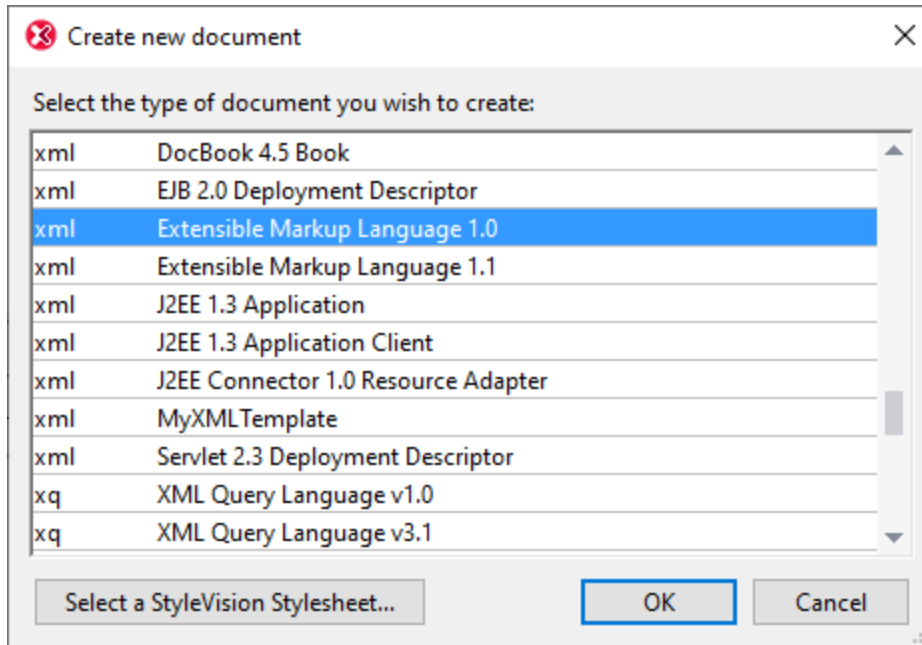 Create new document
Select the type of document you wish to create:
xml DocBook 4.5 Book
xml EJB 2.0 Deployment Descriptor
xml Extensible Markup Language 1.0
xml Extensible Markup Language 1.1
xml J2EE 1.3 Application
xml J2EE 1.3 Application Client
xml J2EE Connector 1.0 Resource Adapter
xml MyXMLTemplate
xml Servlet 2.3 Deployment Descriptor
xq XML Query Language v1.0
xq XML Query Language v3.1
Select a StyleVision Stylesheet... OK Cancel